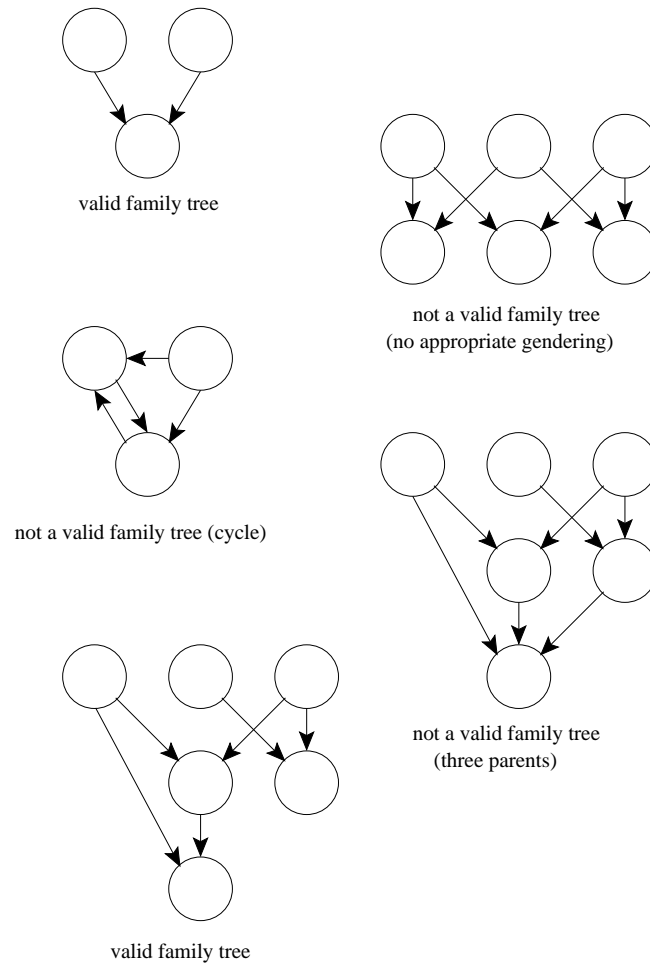 valid family tree
not a valid family tree
(no appropriate gendering)
not a valid family tree (cycle)
not a valid family tree
(three parents)
valid family tree